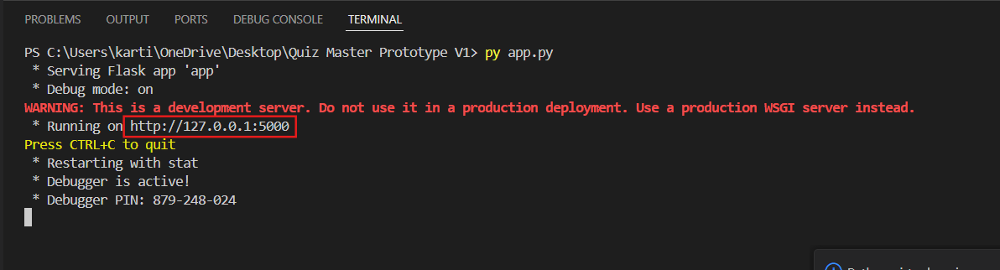 PROBLEMS OUTPUT PORTS DEBUG CONSOLE TERMINAL
PS C:\Users\karti\OneDrive\Desktop\Quiz Master Prototype V1> py app.py
* Serving Flask app 'app'
* Debug mode: on
WARNING: This is a development server. Do not use it in a production deployment. Use a production WSGI server instead.
* Running on http://127.0.0.1:5000
Press CTRL+C to quit
* Restarting with stat
* Debugger is active!
* Debugger PIN: 879-248-024